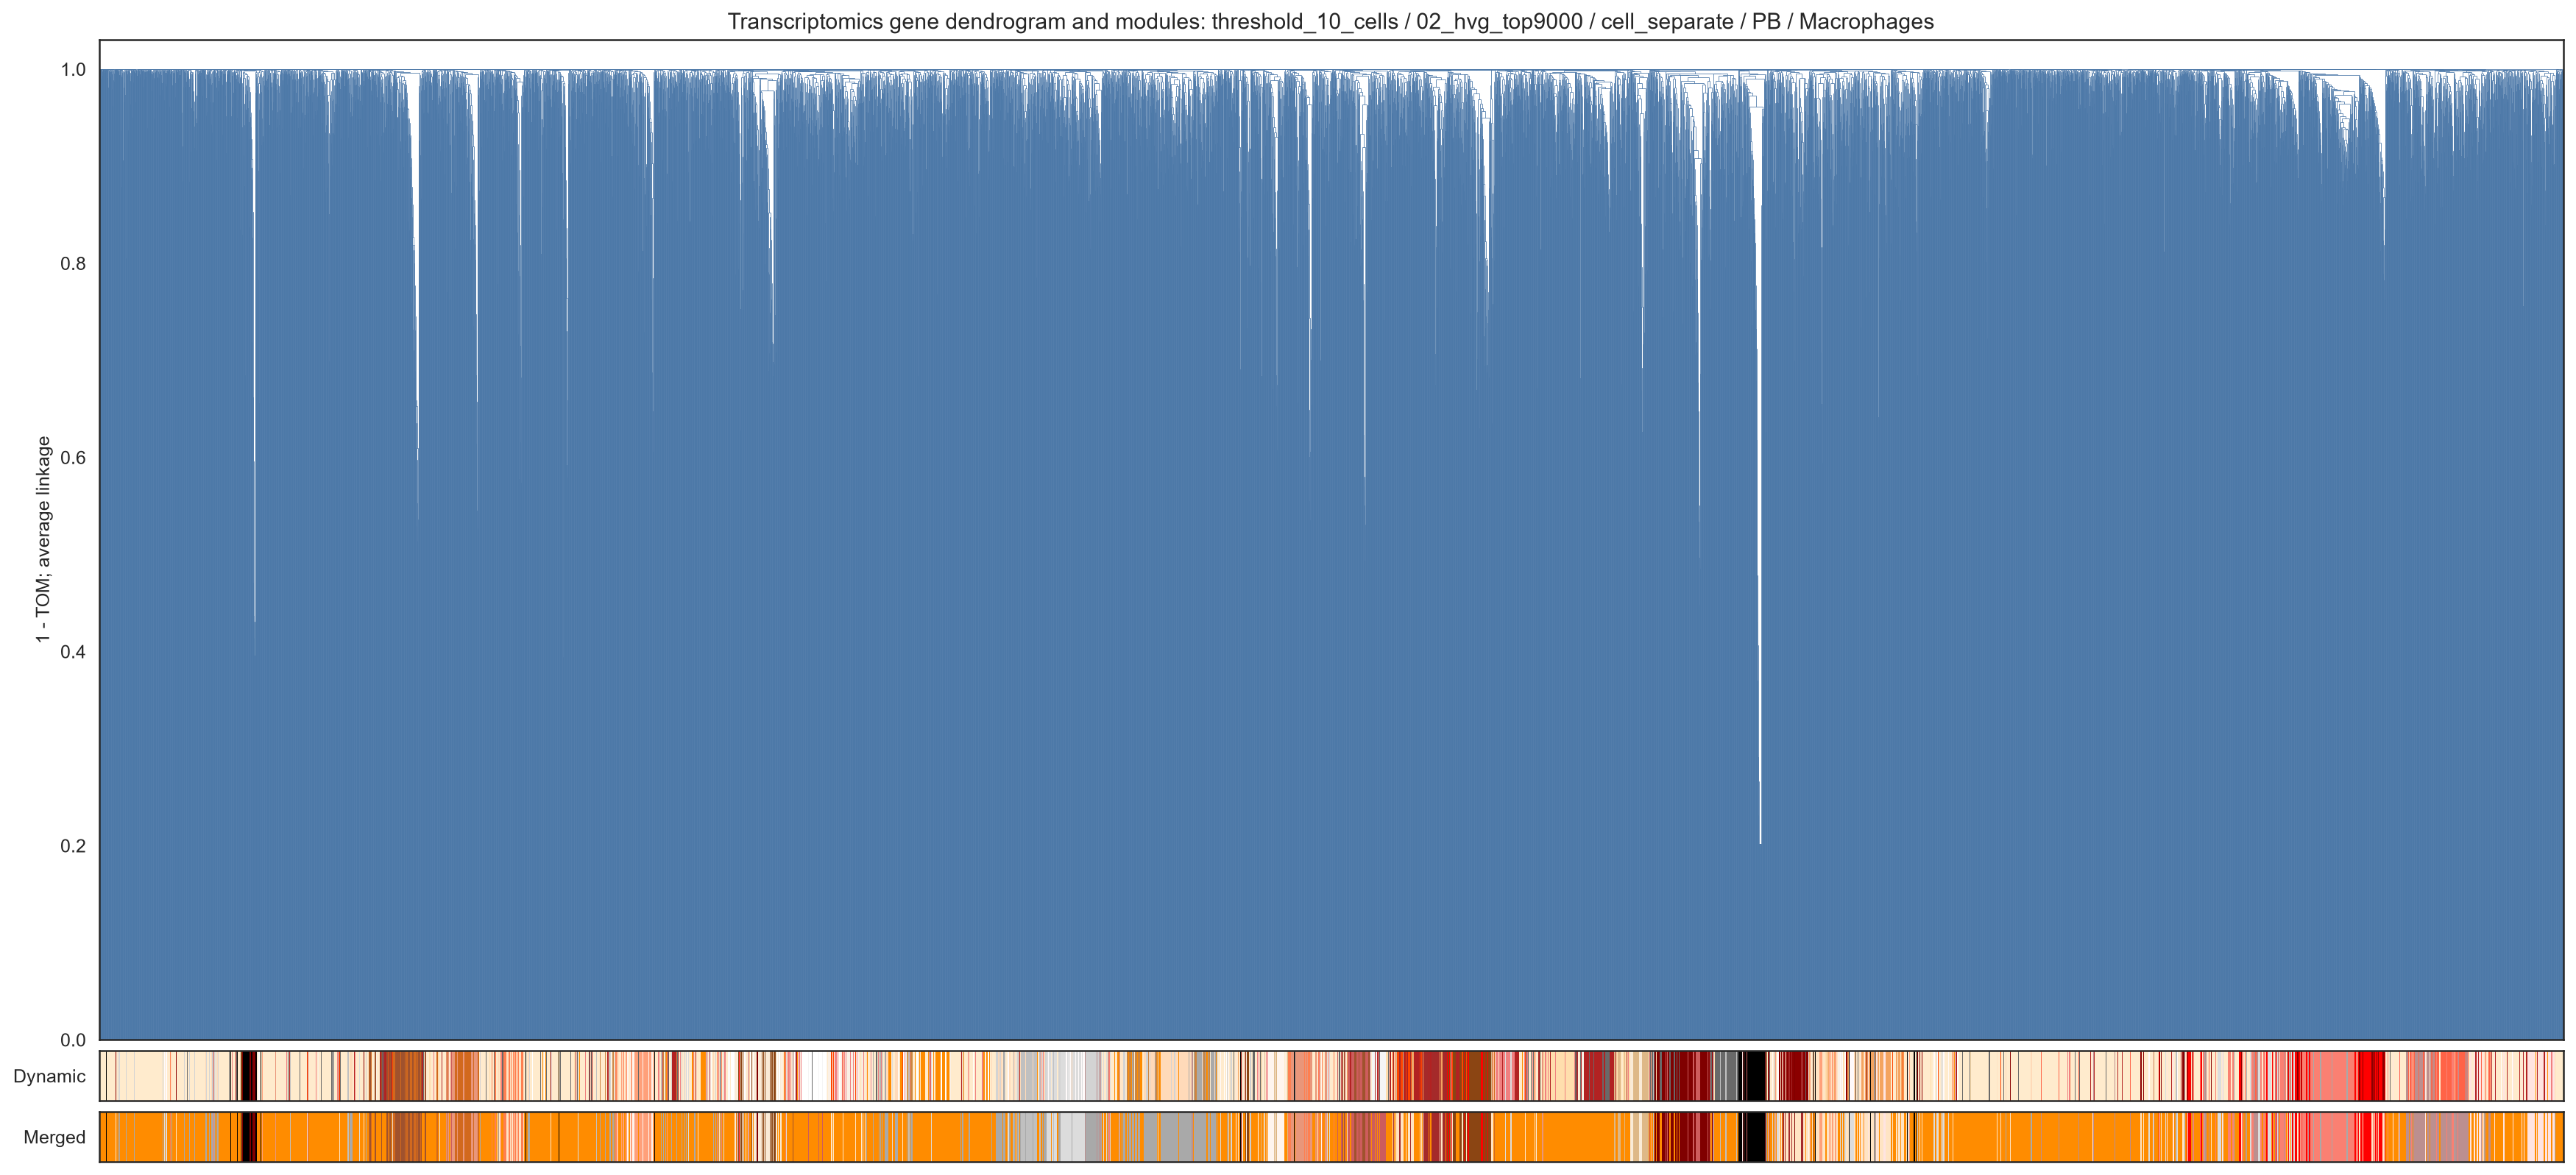 Transcriptomics gene dendrogram and modules: threshold_10_cells / 02_hvg_top9000 / cell_separate / PB / Macrophages
1.0
0.8
0.6
0.4
0.2
0.0
1 - TOM; average linkage
Dynamic
Merged